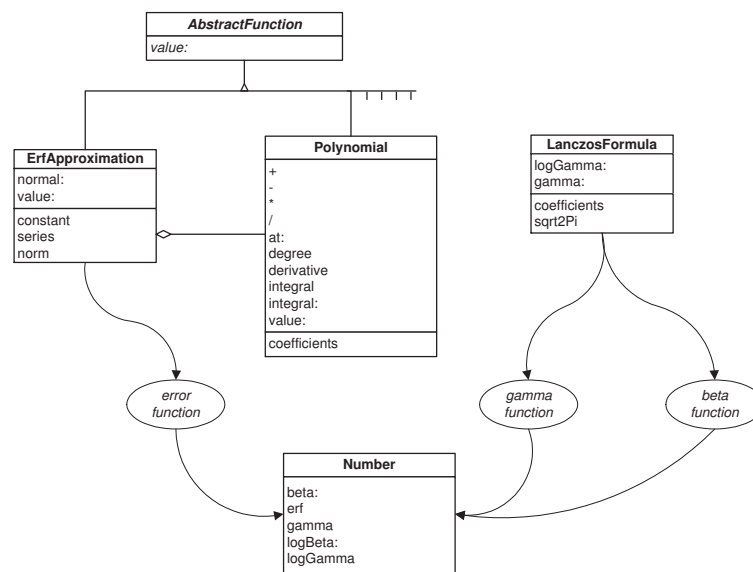 AbstractFunction
value:
ErfApproximation
normal:
value:
constant
series
norm
Polynomial
+
-
*
/
at:
degree
derivative
integral
integral:
value:
coefficients
LanczosFormula
logGamma:
gamma:
coefficients
sqrt2Pi
error
function
gamma
function
beta
function
Number
beta:
erf
gamma
logBeta:
logGamma